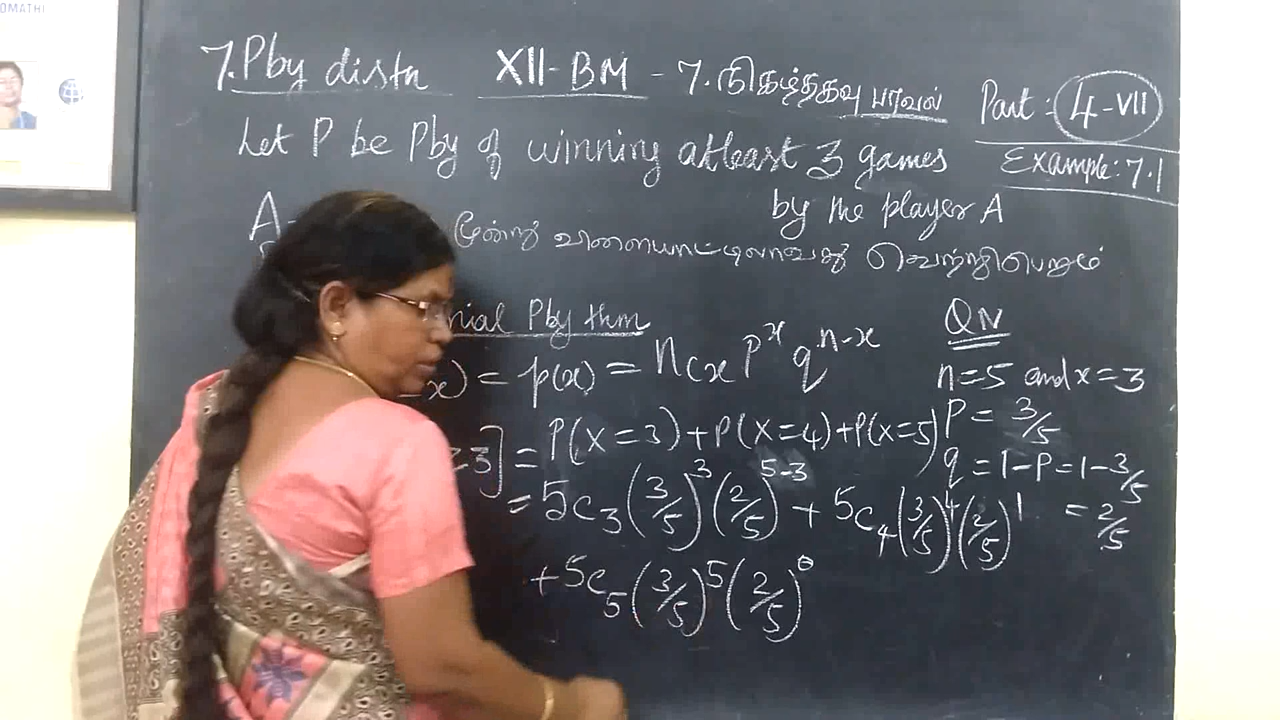 OMATHI
7. Pby distn XII-BM - 7. நிகழ்தகவு பரவல் Part: 4-VII
Example: 7.1
Let P be Pby of winning atleast 3 games
by the player A
A மூன்று விளையாட்டிலாவது வெற்றிபெறும்
nial Pby thm
x) = p(x) = nCx p^x q^n-x
≥3] = P(X=3) + P(X=4) + P(X=5)
= 5C3 (3/5)^3 (2/5)^5-3 + 5C4 (3/5)^4 (2/5)^1
+ 5C5 (3/5)^5 (2/5)^0
QN
n=5 and x=3
P = 3/5
q = 1-P = 1-3/5
= 2/5